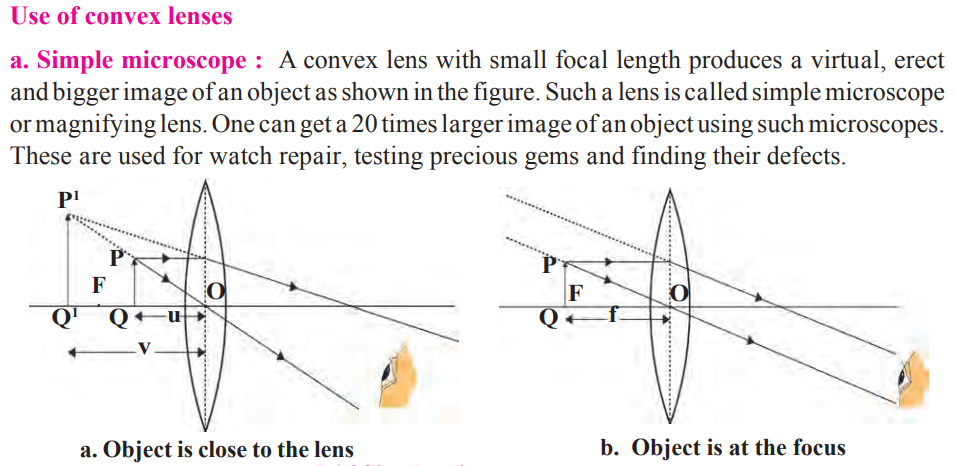 Use of convex lenses
a. Simple microscope : A convex lens with small focal length produces a virtual, erect
and bigger image of an object as shown in the figure. Such a lens is called simple microscope
or magnifying lens. One can get a 20 times larger image of an object using such microscopes.
These are used for watch repair, testing precious gems and finding their defects.
P¹
P
F
O
Q¹
Q
u
v
P
F
O
Q
f
a. Object is close to the lens
b. Object is at the focus